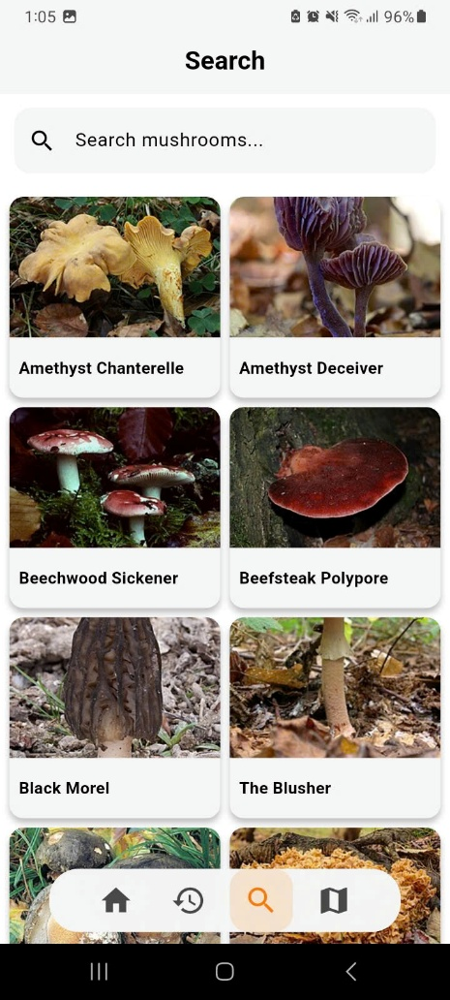 1:05 96%
Search
Search mushrooms...
Amethyst Chanterelle
Amethyst Deceiver
Beechwood Sickener
Beefsteak Polypore
Black Morel
The Blusher